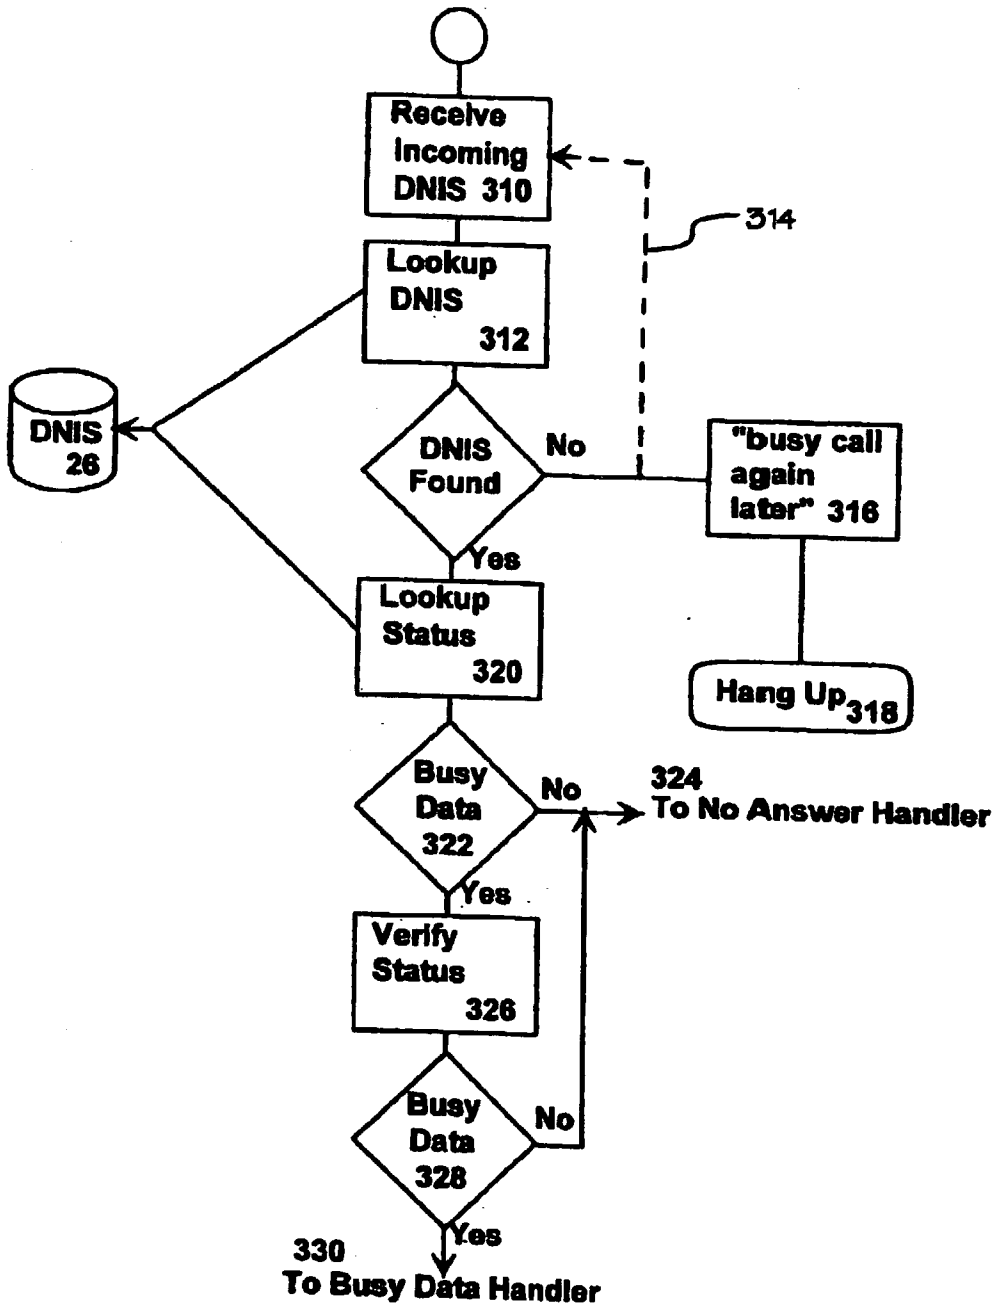 Receive
Incoming
DNIS 310
314
Lookup
DNIS
312
DNIS
26
DNIS
Found
No
"busy call
again
later" 316
Yes
Lookup
Status
320
Hang Up 318
Busy
Data
322
No
324
To No Answer Handler
Yes
Verify
Status
326
Busy
Data
328
No
Yes
330
To Busy Data Handler